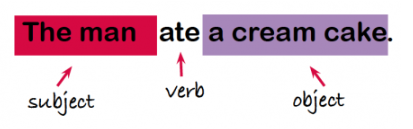 The man ate a cream cake.
subject verb object